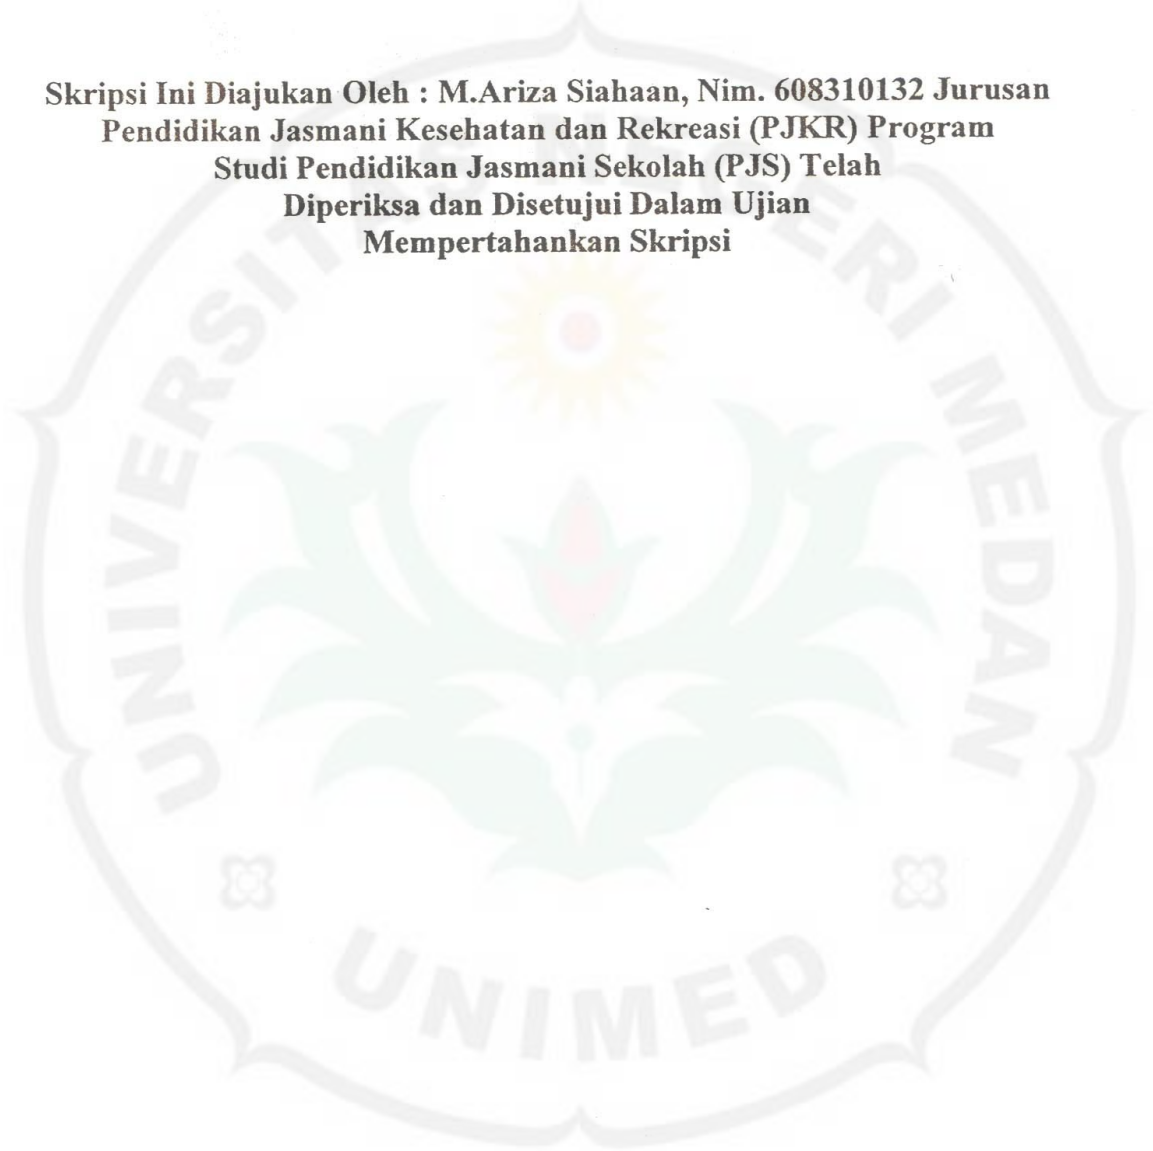 Skripsi Ini Diajukan Oleh : M.Ariza Siahaan, Nim. 608310132 Jurusan
Pendidikan Jasmani Kesehatan dan Rekreasi (PJKR) Program
Studi Pendidikan Jasmani Sekolah (PJS) Telah
Diperiksa dan Disetujui Dalam Ujian
Mempertahankan Skripsi
UNIVERSITAS NEGERI MEDAN
UNIMED